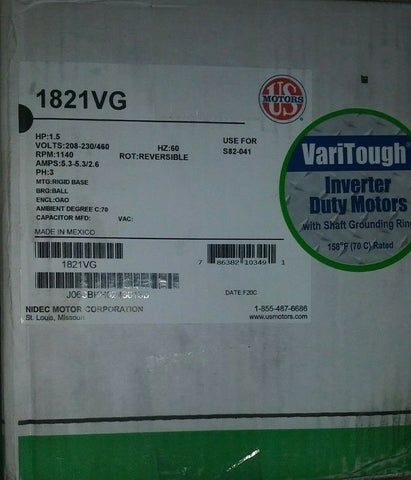 1821VG
US
MOTORS
HP:1.5
VOLTS:208-230/460 HZ:60 USE FOR
RPM:1140 ROT:REVERSIBLE S82-041
AMPS:5.3-5.3/2.6
PH:3
MTG:RIGID BASE
BRG:BALL
ENCL:OAO
AMBIENT DEGREE C:70
CAPACITOR MFD: VAC:
MADE IN MEXICO
VariTough
Inverter
Duty Motors
with Shaft Grounding Ring
158°F (70 C) Rated
1821VG 7 86382 10349 1
DATE:F20C
NIDEC MOTOR CORPORATION 1-855-487-6686
St. Louis, Missouri www.usmotors.com